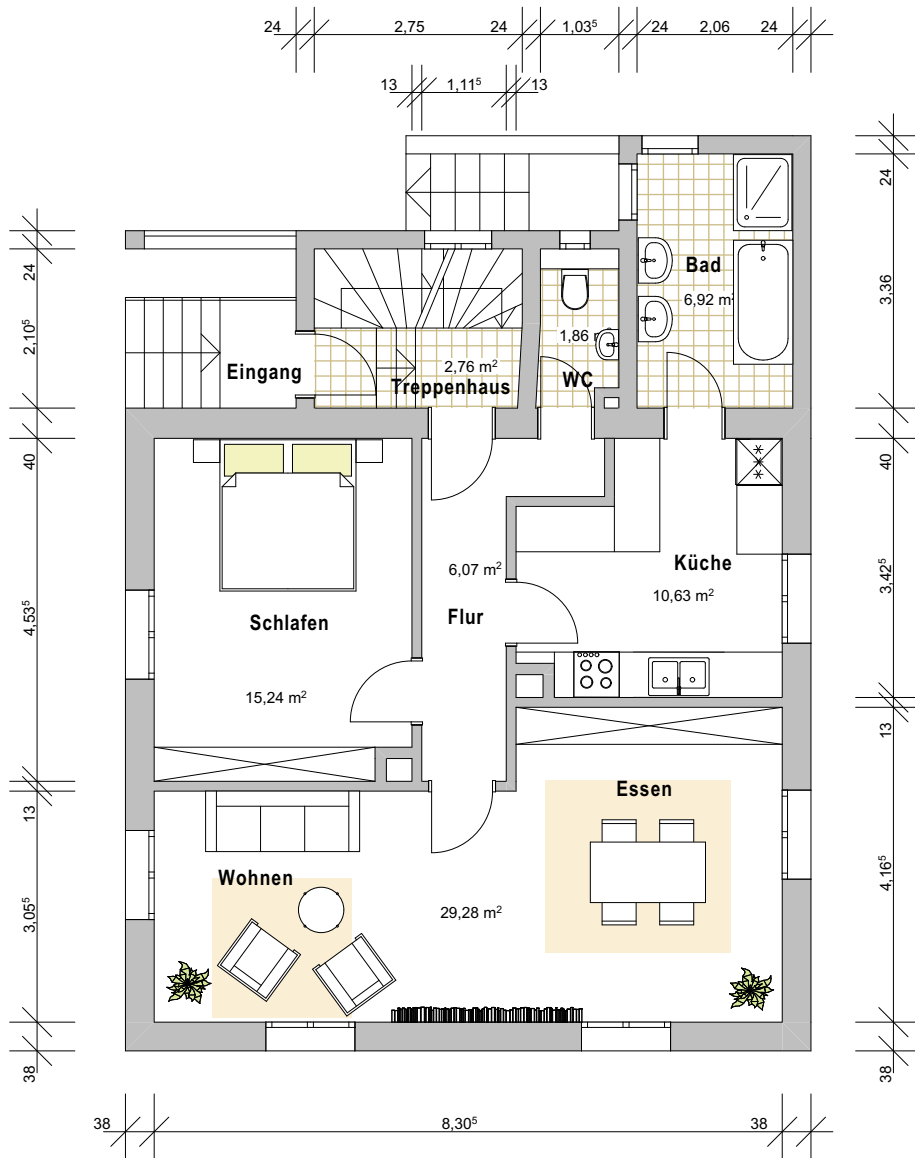 24 2,75 24 1,03⁵ 24 2,06 24
13 1,11⁵ 13
24
3,36
40
3,42⁵
13
4,16⁵
38
24
2,10⁵
40
4,53⁵
13
3,05⁵
38
Bad
6,92 m²
1,86
WC
Eingang
2,76 m²
Treppenhaus
Küche
10,63 m²
6,07 m²
Flur
Schlafen
15,24 m²
Essen
Wohnen
29,28 m²
38 8,30⁵ 38